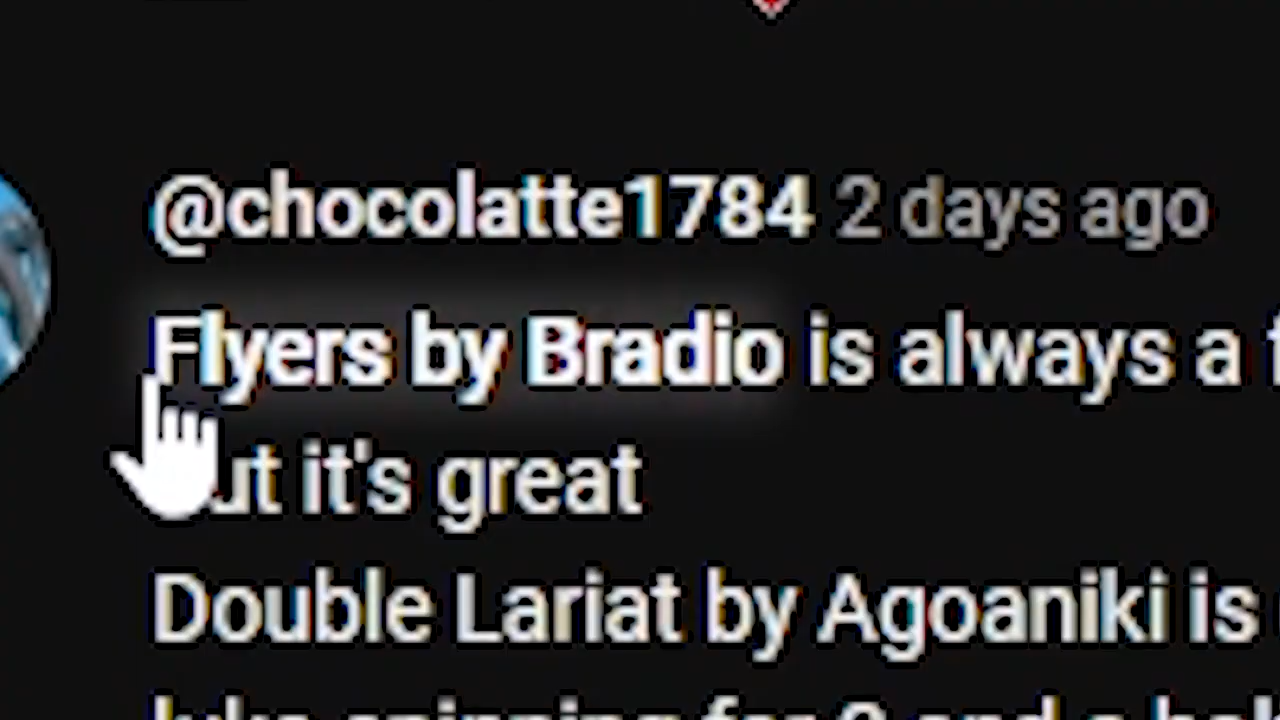 @chocolatte1784 2 days ago
Flyers by Bradio is always a
it's great
Double Lariat by Agoaniki is